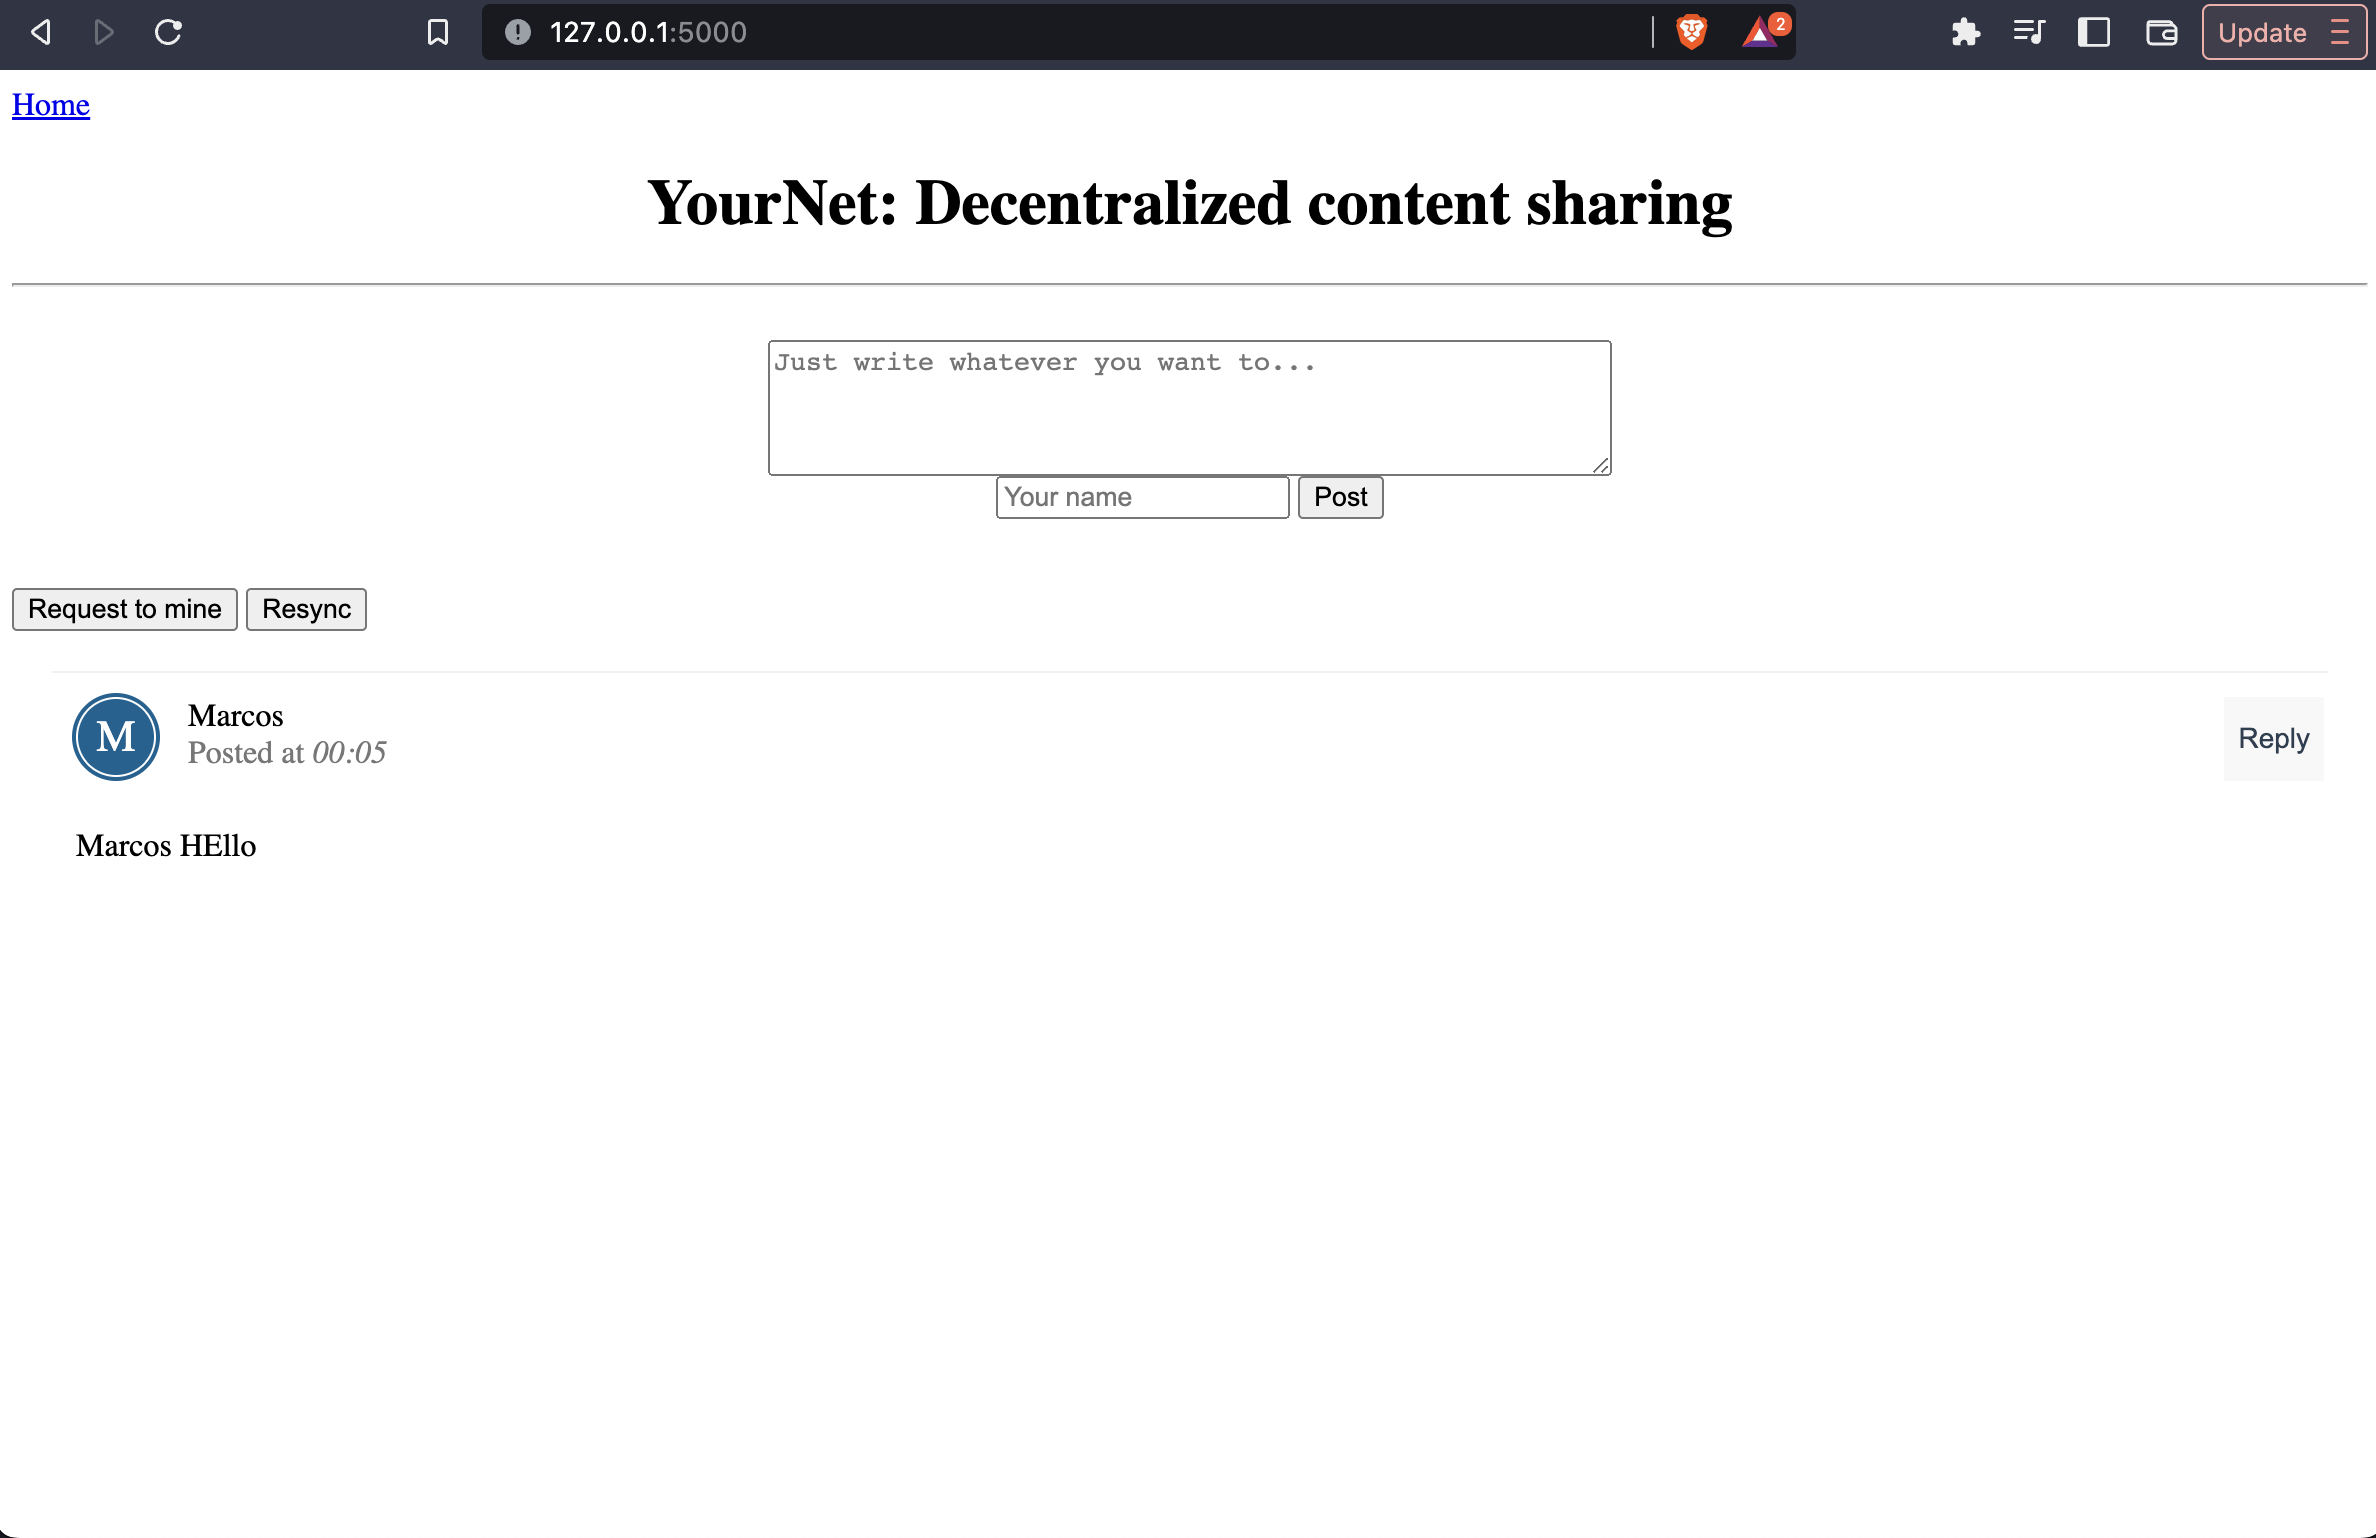 127.0.0.1:5000
2
Update
Home
YourNet: Decentralized content sharing
Just write whatever you want to...
Your name
Post
Request to mine
Resync
M
Marcos
Posted at 00:05
Reply
Marcos HEllo